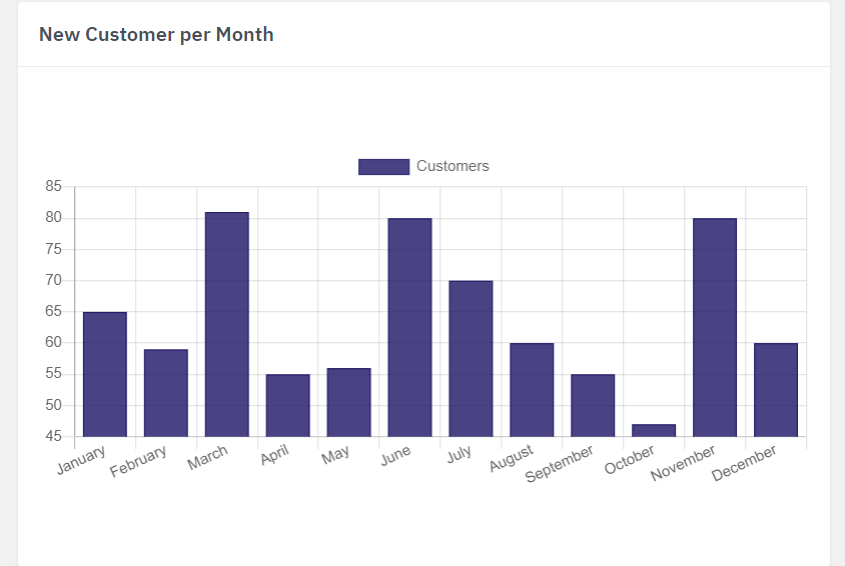 New Customer per Month
Customers
85
80
75
70
65
60
55
50
45
January
February
March
April
May
June
July
August
September
October
November
December